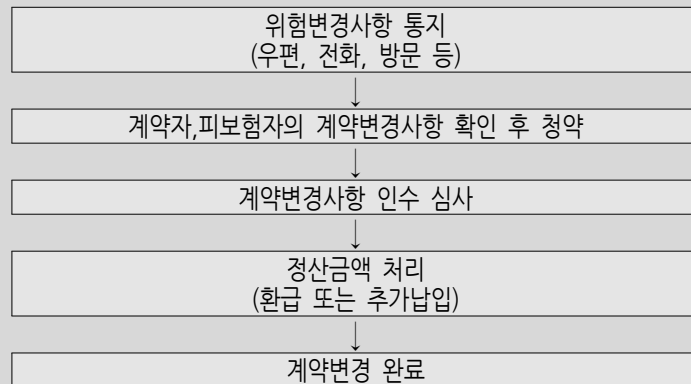 위험변경사항 통지
(우편, 전화, 방문 등)
↓
계약자,피보험자의 계약변경사항 확인 후 청약
↓
계약변경사항 인수 심사
↓
정산금액 처리
(환급 또는 추가납입)
↓
계약변경 완료